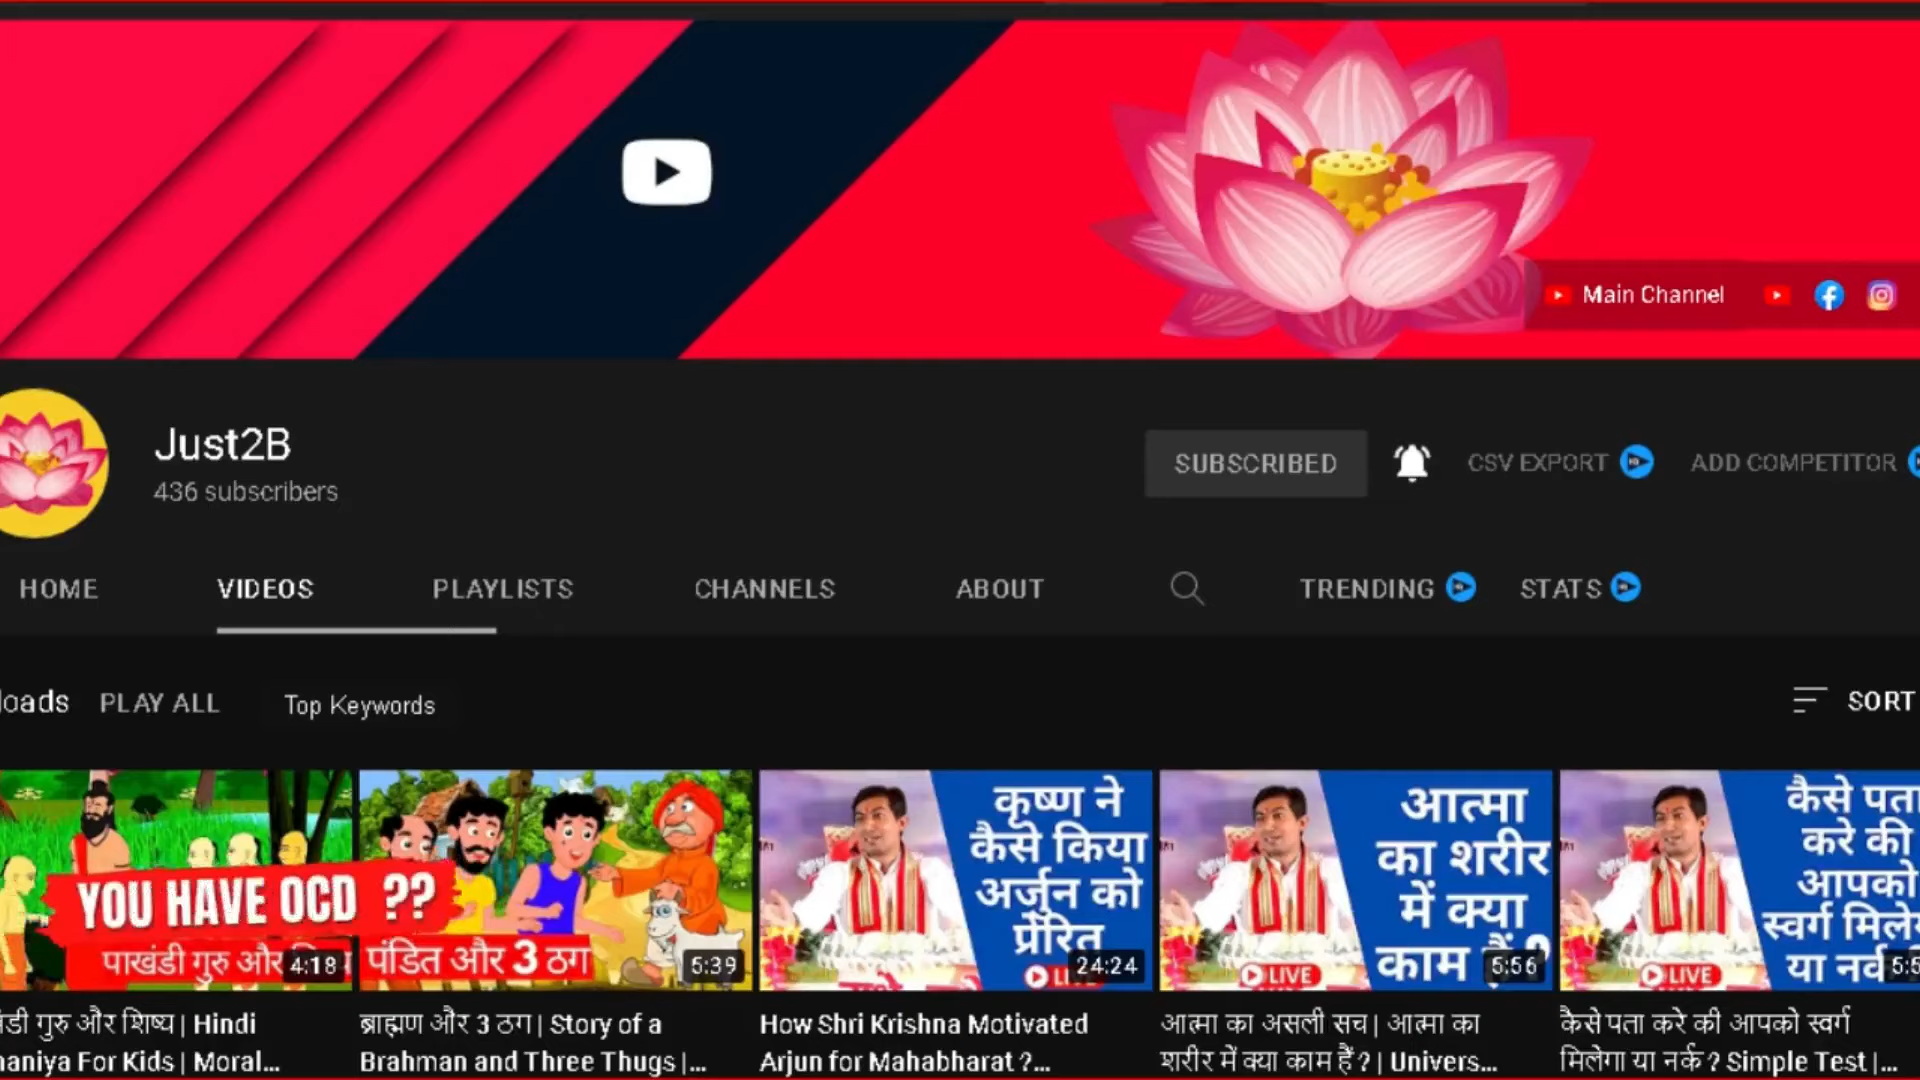 Main Channel
Just2B
436 subscribers
SUBSCRIBED
CSV EXPORT
ADD COMPETITOR
HOME
VIDEOS
PLAYLISTS
CHANNELS
ABOUT
TRENDING
STATS
loads
PLAY ALL
Top Keywords
SORT
YOU HAVE OCD ??
पाखंडी गुरु और
4:18
पंडित और 3 ठग
5:39
कृष्ण ने
कैसे किया
अर्जुन को
प्रेरित
24:24
आत्मा
का शरीर
में क्या
काम
LIVE
5:56
कैसे पता
करे की
आपको
स्वर्ग
या
LIVE
गुरु और शिष्य | Hindi
For Kids | Moral...
ब्राह्मण और 3 ठग | Story of a
Brahman and Three Thugs |...
How Shri Krishna Motivated
Arjun for Mahabharat ?...
आत्मा का असली सच | आत्मा का
शरीर में क्या काम हैं ? | Univers...
कैसे पता करे की आपको स्वर्ग
मिलेगा या नर्क ? Simple Test |...